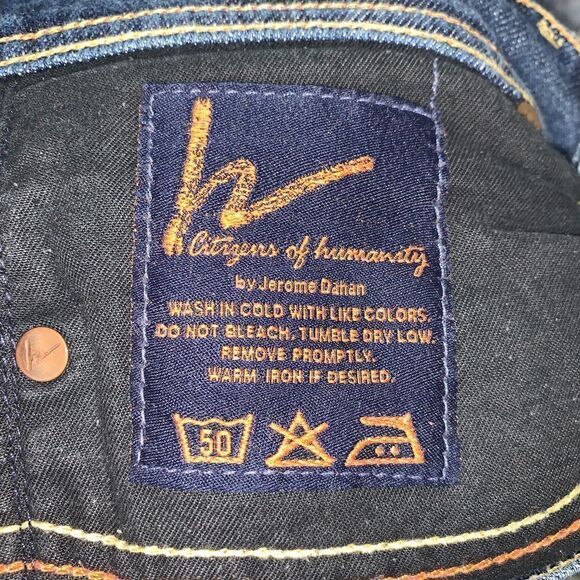 h
Citizens of humanity
by Jerome Dahan
WASH IN COLD WITH LIKE COLORS.
DO NOT BLEACH. TUMBLE DRY LOW.
REMOVE PROMPTLY.
WARM IRON IF DESIRED.
50
h